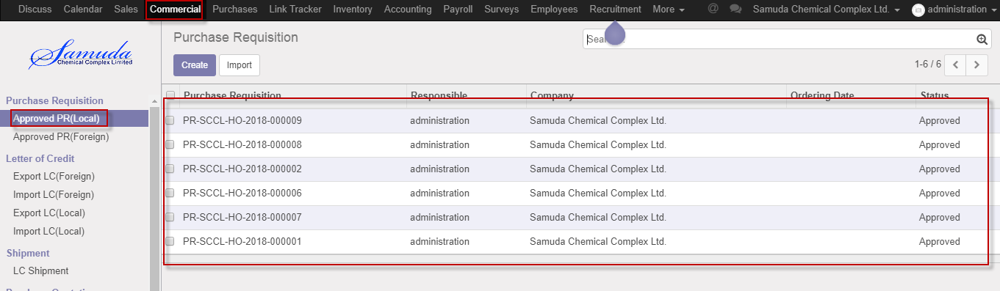 Discuss Calendar Sales Commercial Purchases Link Tracker Inventory Accounting Payroll Surveys Employees Recruitment More @ Samuda Chemical Complex Ltd. administration
Samuda
Chemical Complex Limited
Purchase Requisition
Approved PR(Local)
Approved PR(Foreign)
Letter of Credit
Export LC(Foreign)
Import LC(Foreign)
Export LC(Local)
Import LC(Local)
Shipment
LC Shipment
Purchase Requisition
Create Import
1-6 / 6
Purchase Requisition Responsible Company Ordering Date Status
PR-SCCL-HO-2018-000009 administration Samuda Chemical Complex Ltd. Approved
PR-SCCL-HO-2018-000008 administration Samuda Chemical Complex Ltd. Approved
PR-SCCL-HO-2018-000002 administration Samuda Chemical Complex Ltd. Approved
PR-SCCL-HO-2018-000006 administration Samuda Chemical Complex Ltd. Approved
PR-SCCL-HO-2018-000007 administration Samuda Chemical Complex Ltd. Approved
PR-SCCL-HO-2018-000001 administration Samuda Chemical Complex Ltd. Approved